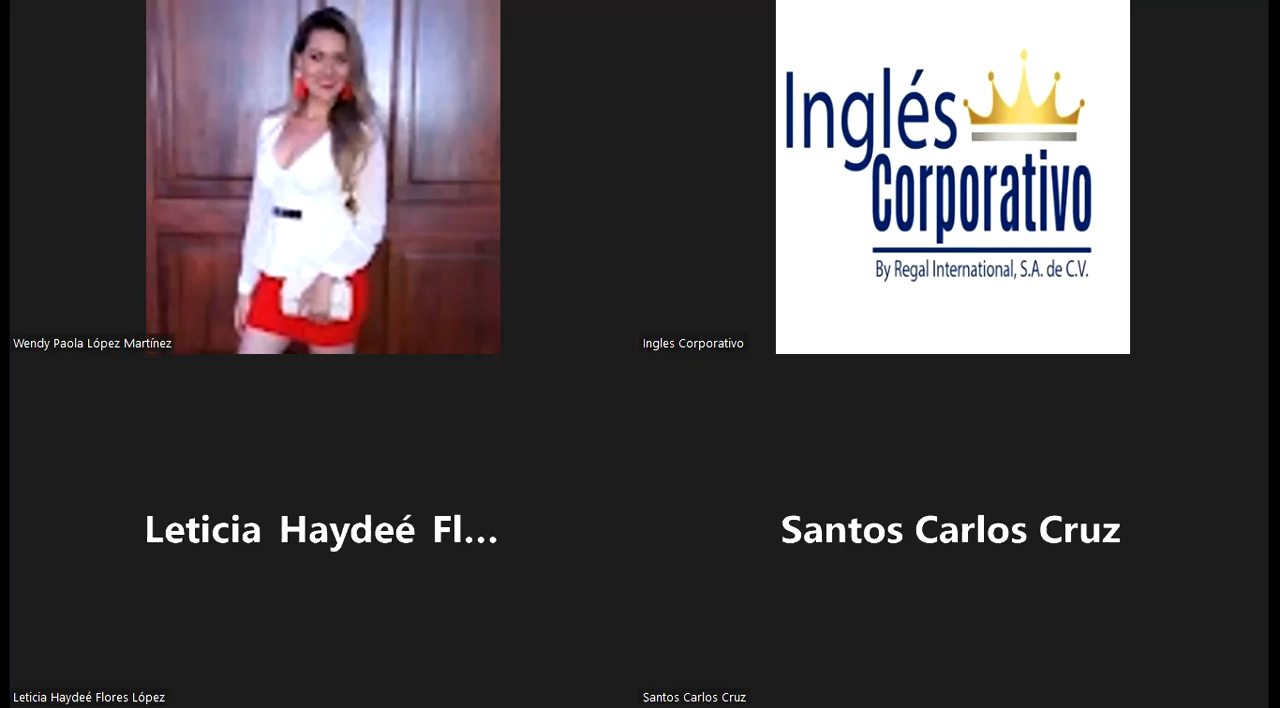 Inglés
Corporativo
By Regal International, S.A. de C.V.
Wendy Paola López Martínez
Ingles Corporativo
Leticia Haydeé Fl...
Santos Carlos Cruz
Leticia Haydeé Flores López
Santos Carlos Cruz